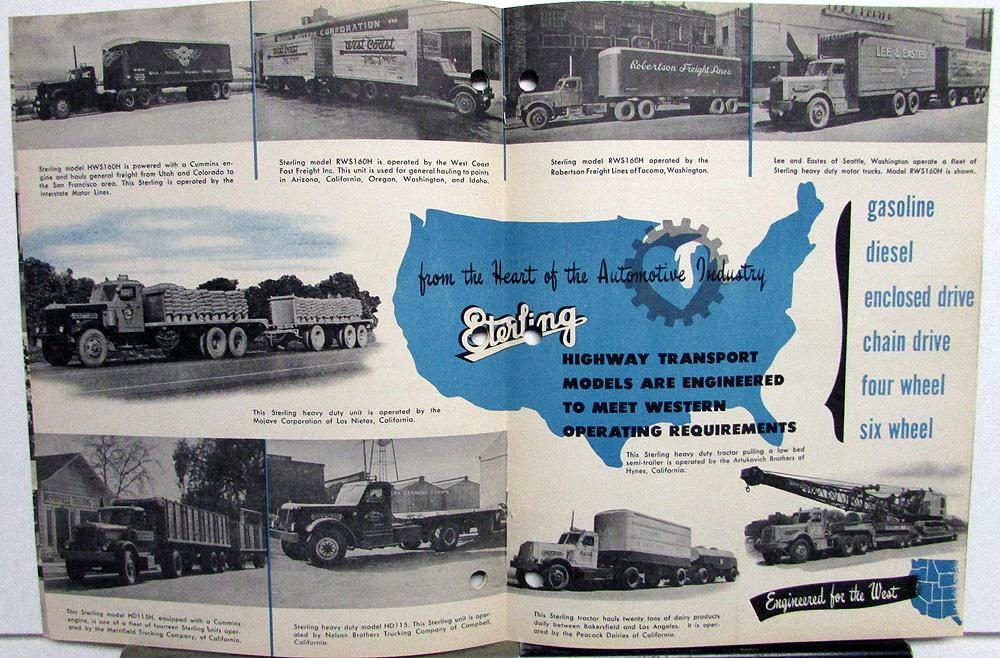 CORPORATION
West Coast
Robertson Freight Lines
LEE & EASTES
Sterling model HWS160H is powered with a Cummins en-
gine and hauls general freight from Utah and Colorado to
the San Francisco area. This Sterling is operated by the
Interstate Motor Lines.
Sterling model RWS160H is operated by the West Coast
Fast Freight Inc. This unit is used for general hauling to points
in Arizona, California, Oregon, Washington, and Idaho.
Sterling model RWS160H operated by the
Robertson Freight Lines of Tacoma, Washington.
Lee and Eastes of Seattle, Washington operate a fleet of
Sterling heavy duty motor trucks. Model RWS160H is shown.
from the Heart of the Automotive Industry
Sterling
HIGHWAY TRANSPORT
MODELS ARE ENGINEERED
TO MEET WESTERN
OPERATING REQUIREMENTS
gasoline
diesel
enclosed drive
chain drive
four wheel
six wheel
This Sterling heavy duty unit is operated by the
Mojave Corporation of Los Nietos, California.
This Sterling heavy duty tractor pulling a low bed
semi-trailer is operated by the Artukovich Brothers of
Hynes, California.
This Sterling model HD115H, equipped with a Cummins
engine, is one of a fleet of fourteen Sterling units oper-
ated by the Merrifield Trucking Company, of California.
Sterling heavy duty model HD115. This Sterling unit is oper-
ated by Nelson Brothers Trucking Company of Campbell,
California.
This Sterling tractor hauls twenty tons of dairy products
daily between Bakersfield and Los Angeles. It is oper-
ated by the Peacock Dairies of California.
Engineered for the West